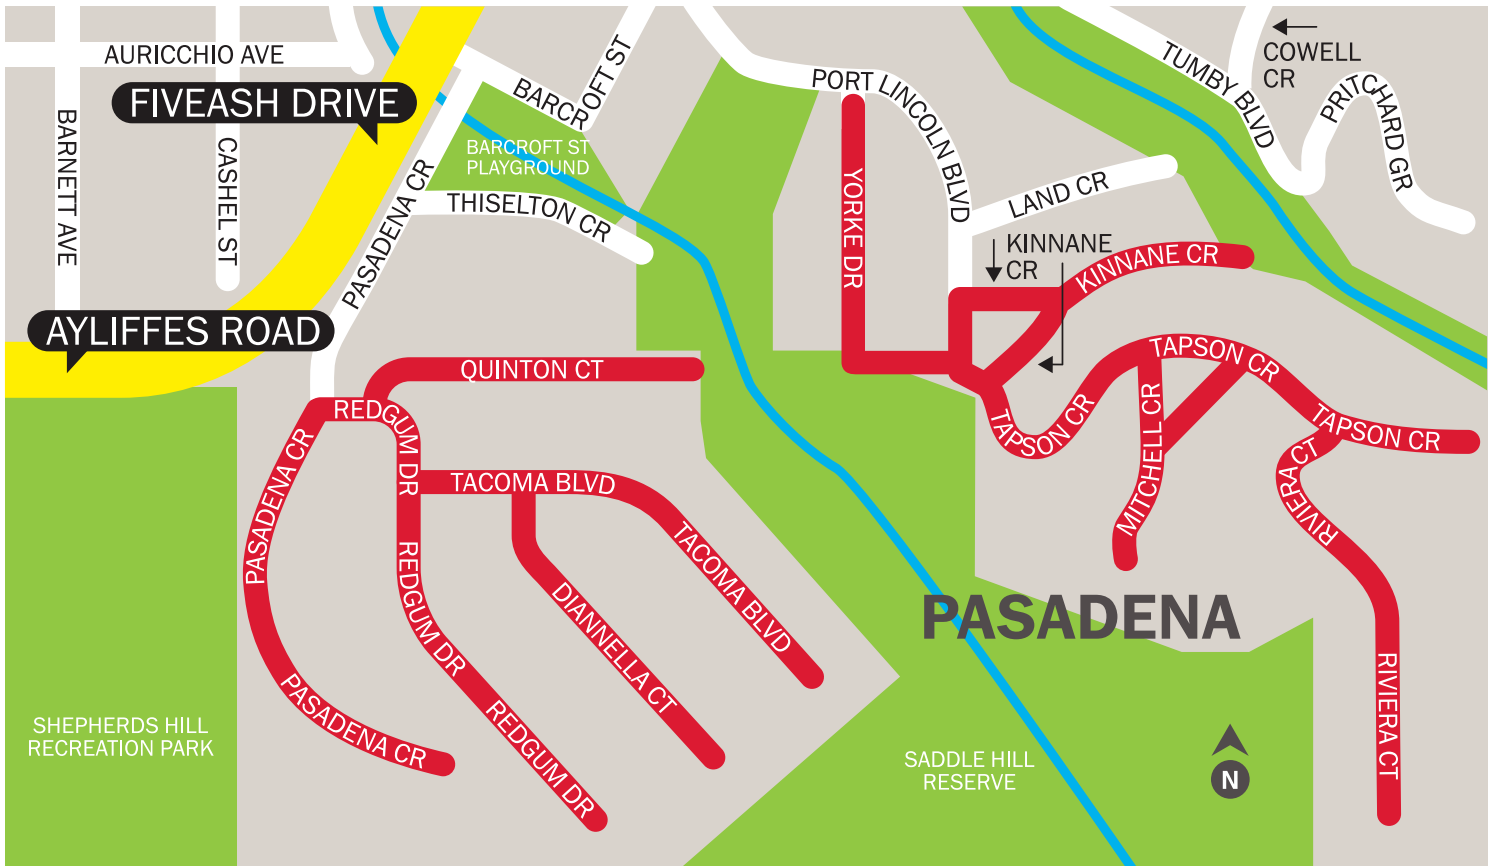 AURICCHIO AVE
FIVEASH DRIVE
BARNETT AVE
CASHEL ST
PASADENA CR
BARCROFT ST
BARCROFT ST
PLAYGROUND
THISELTON CR
PORT LINCOLN BLVD
YORKE DR
LAND CR
TUMBY BLVD
COWELL
CR
PRITCHARD GR
KINNANE
CR
KINNANE CR
AYLIFFES ROAD
QUINTON CT
REDGUM DR
TACOMA BLVD
TACOMA BLVD
PASADENA CR
PASADENA CR
REDGUM DR
REDGUM DR
DIANNELLA CT
TAPSON CR
TAPSON CR
TAPSON CR
MITCHELL CR
RIVIERA CT
RIVIERA CT
PASADENA
SHEPHERDS HILL
RECREATION PARK
SADDLE HILL
RESERVE
N